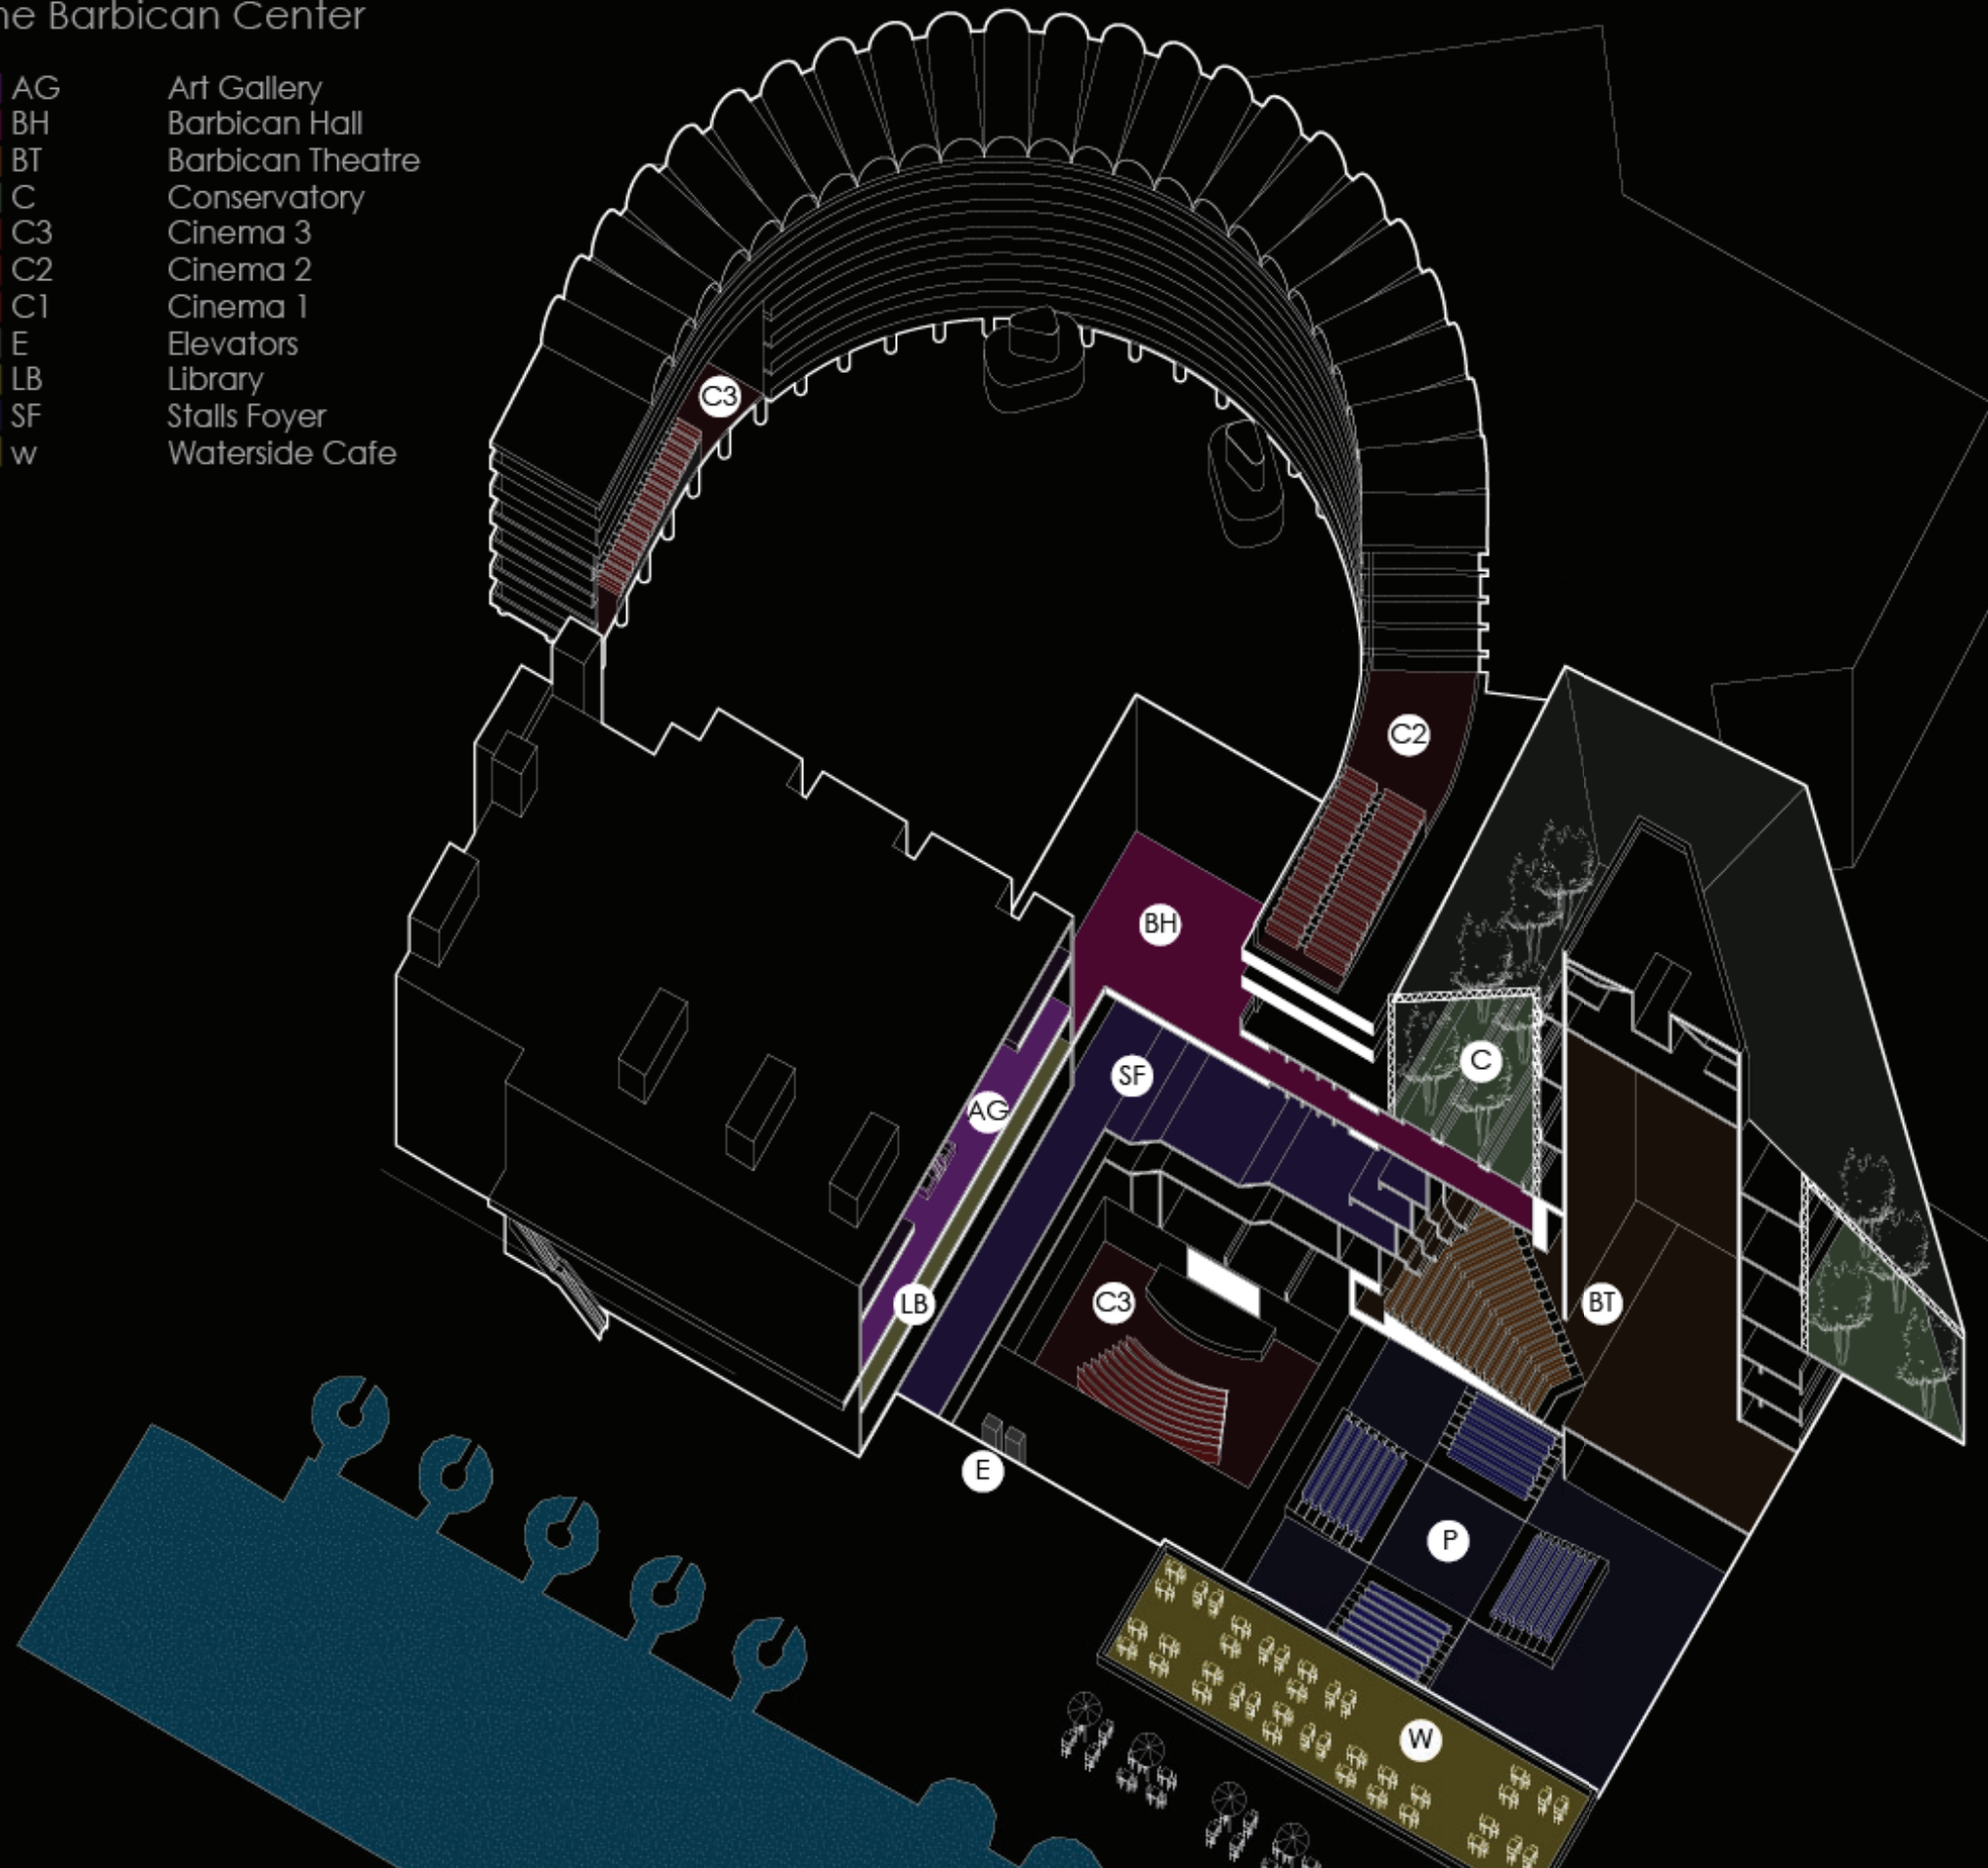 he Barbican Center
AG Art Gallery
BH Barbican Hall
BT Barbican Theatre
C Conservatory
C3 Cinema 3
C2 Cinema 2
C1 Cinema 1
E Elevators
LB Library
SF Stalls Foyer
w Waterside Cafe
C3
C2
BH
C
SF
AG
LB
C3
BT
E
P
W